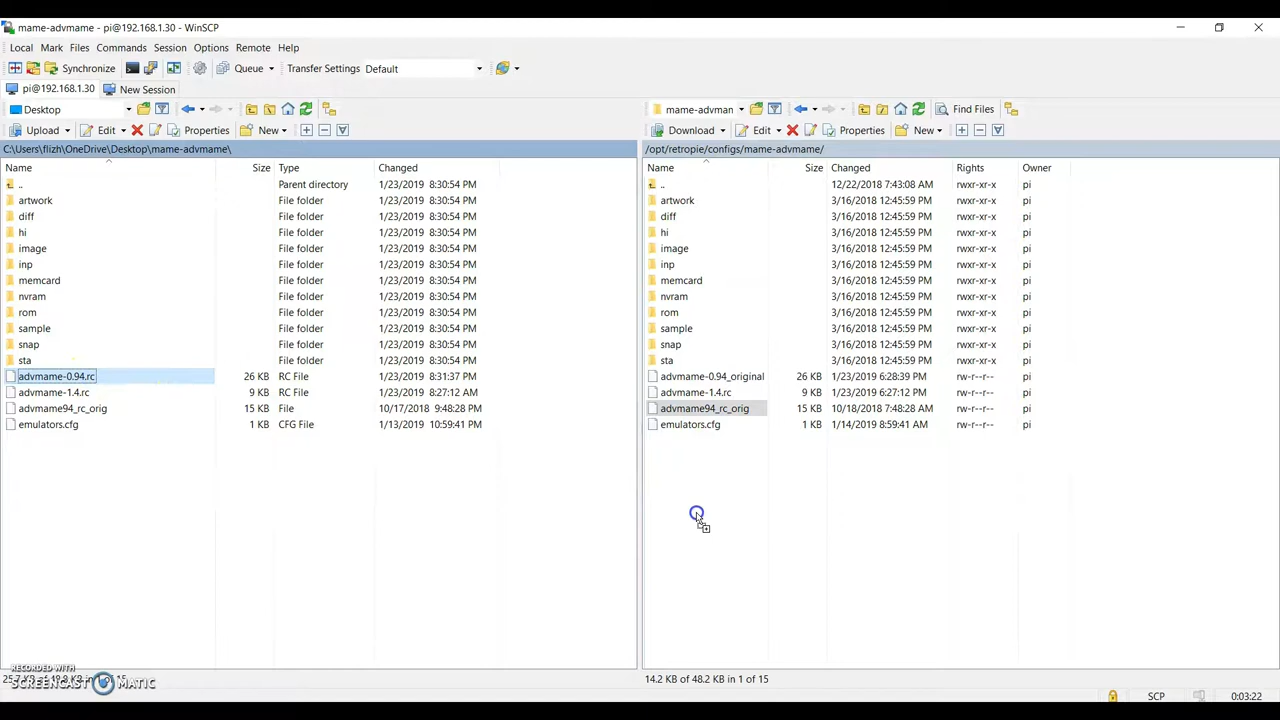 mame-advmame - pi@192.168.1.30 - WinSCP
Local Mark Files Commands Session Options Remote Help
Synchronize Queue Transfer Settings Default
pi@192.168.1.30 New Session
Desktop mame-advman Find Files
Upload Edit Properties New Download Edit Properties New
C:\Users\flizh\OneDrive\Desktop\mame-advmame\ /opt/retropie/configs/mame-advmame/
Name Size Type Changed Name Size Changed Rights Owner
.. Parent directory 1/23/2019 8:30:54 PM .. 12/22/2018 7:43:08 AM rwxr-xr-x pi
artwork File folder 1/23/2019 8:30:54 PM artwork 3/16/2018 12:45:59 PM rwxr-xr-x pi
diff File folder 1/23/2019 8:30:54 PM diff 3/16/2018 12:45:59 PM rwxr-xr-x pi
hi File folder 1/23/2019 8:30:54 PM hi 3/16/2018 12:45:59 PM rwxr-xr-x pi
image File folder 1/23/2019 8:30:54 PM image 3/16/2018 12:45:59 PM rwxr-xr-x pi
inp File folder 1/23/2019 8:30:54 PM inp 3/16/2018 12:45:59 PM rwxr-xr-x pi
memcard File folder 1/23/2019 8:30:54 PM memcard 3/16/2018 12:45:59 PM rwxr-xr-x pi
nvram File folder 1/23/2019 8:30:54 PM nvram 3/16/2018 12:45:59 PM rwxr-xr-x pi
rom File folder 1/23/2019 8:30:54 PM rom 3/16/2018 12:45:59 PM rwxr-xr-x pi
sample File folder 1/23/2019 8:30:54 PM sample 3/16/2018 12:45:59 PM rwxr-xr-x pi
snap File folder 1/23/2019 8:30:54 PM snap 3/16/2018 12:45:59 PM rwxr-xr-x pi
sta File folder 1/23/2019 8:30:54 PM sta 3/16/2018 12:45:59 PM rwxr-xr-x pi
advmame-0.94.rc 26 KB RC File 1/23/2019 8:31:37 PM advmame-0.94_original 26 KB 1/23/2019 6:28:39 PM rw-r--r-- pi
advmame-1.4.rc 9 KB RC File 1/23/2019 8:27:12 AM advmame-1.4.rc 9 KB 1/23/2019 6:27:12 PM rw-r--r-- pi
advmame94_rc_orig 15 KB File 10/17/2018 9:48:28 PM advmame94_rc_orig 15 KB 10/18/2018 7:48:28 AM rw-r--r-- pi
emulators.cfg 1 KB CFG File 1/13/2019 10:59:41 PM emulators.cfg 1 KB 1/14/2019 8:59:41 AM rw-r--r-- pi
RECORDED WITH
SCREENCAST MATIC
14.2 KB of 48.2 KB in 1 of 15
SCP 0:03:22